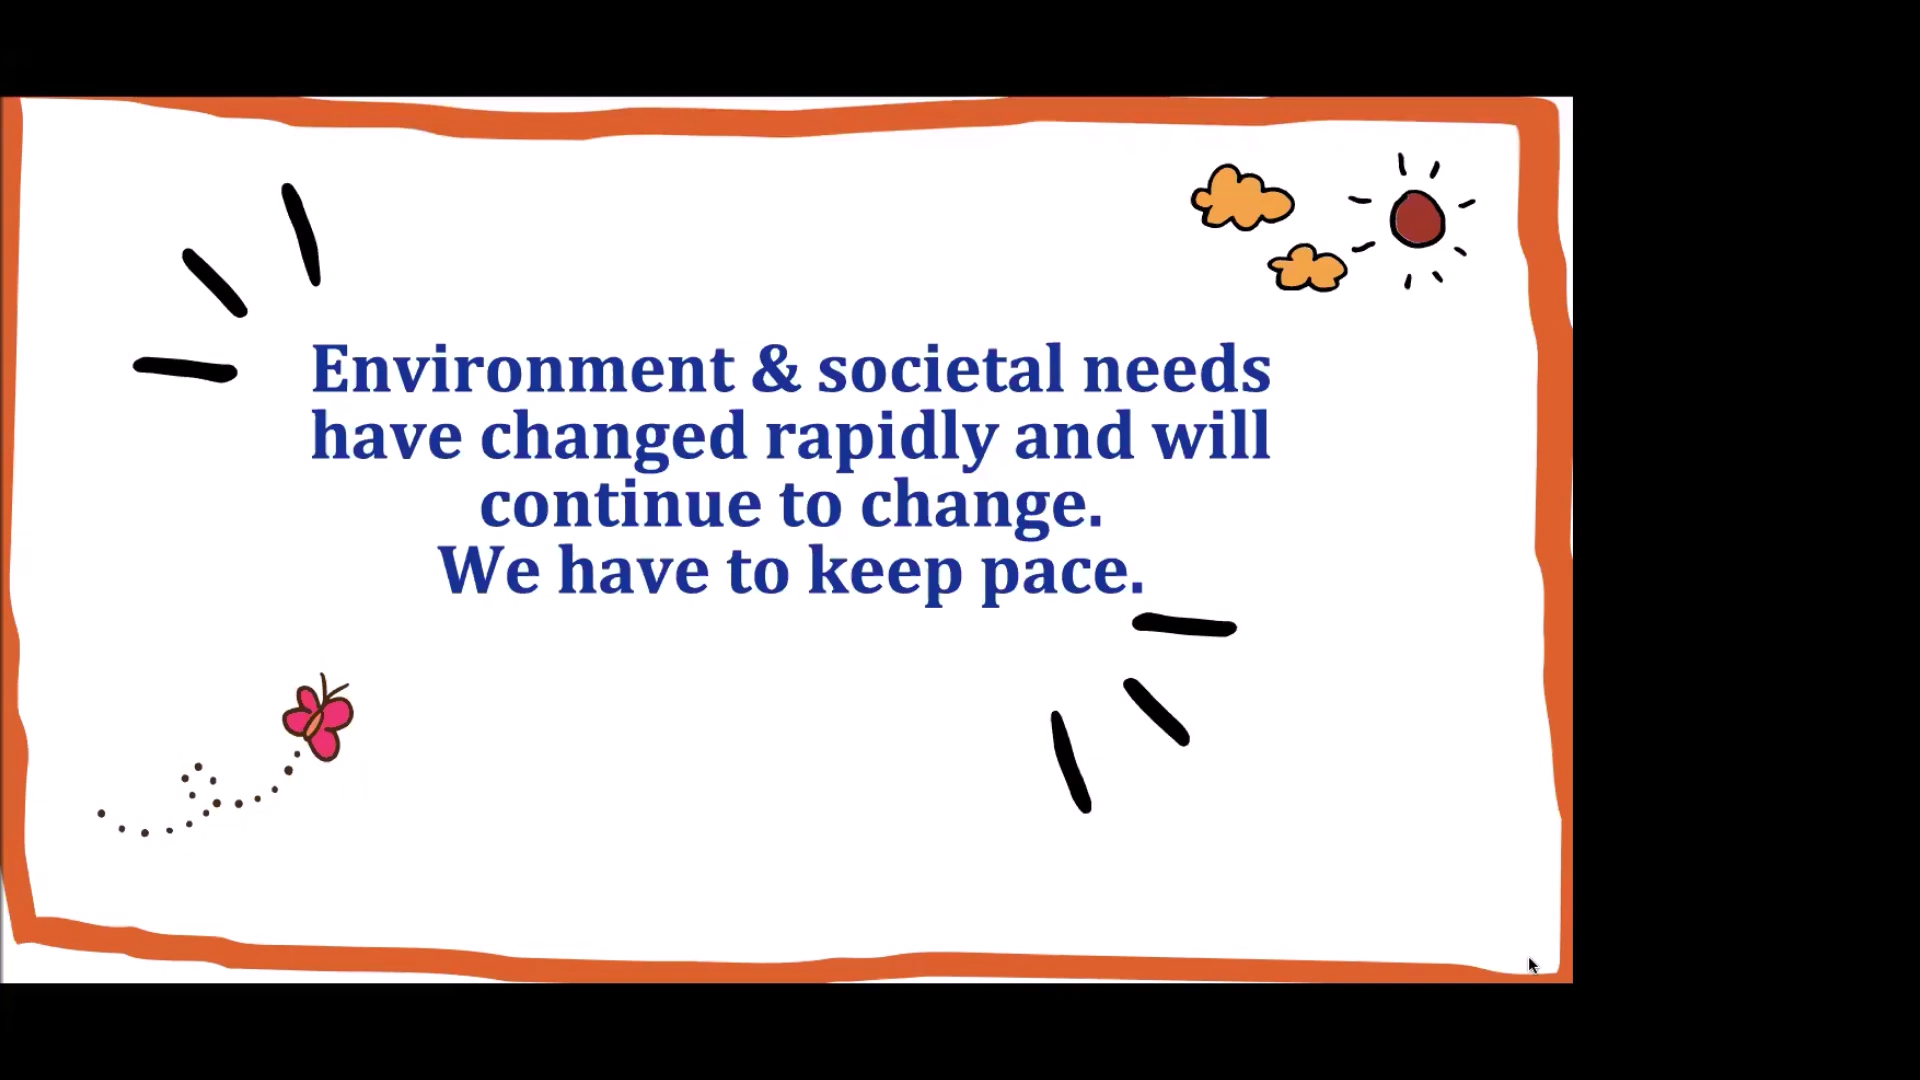 Environment & societal needs
have changed rapidly and will
continue to change.
We have to keep pace.